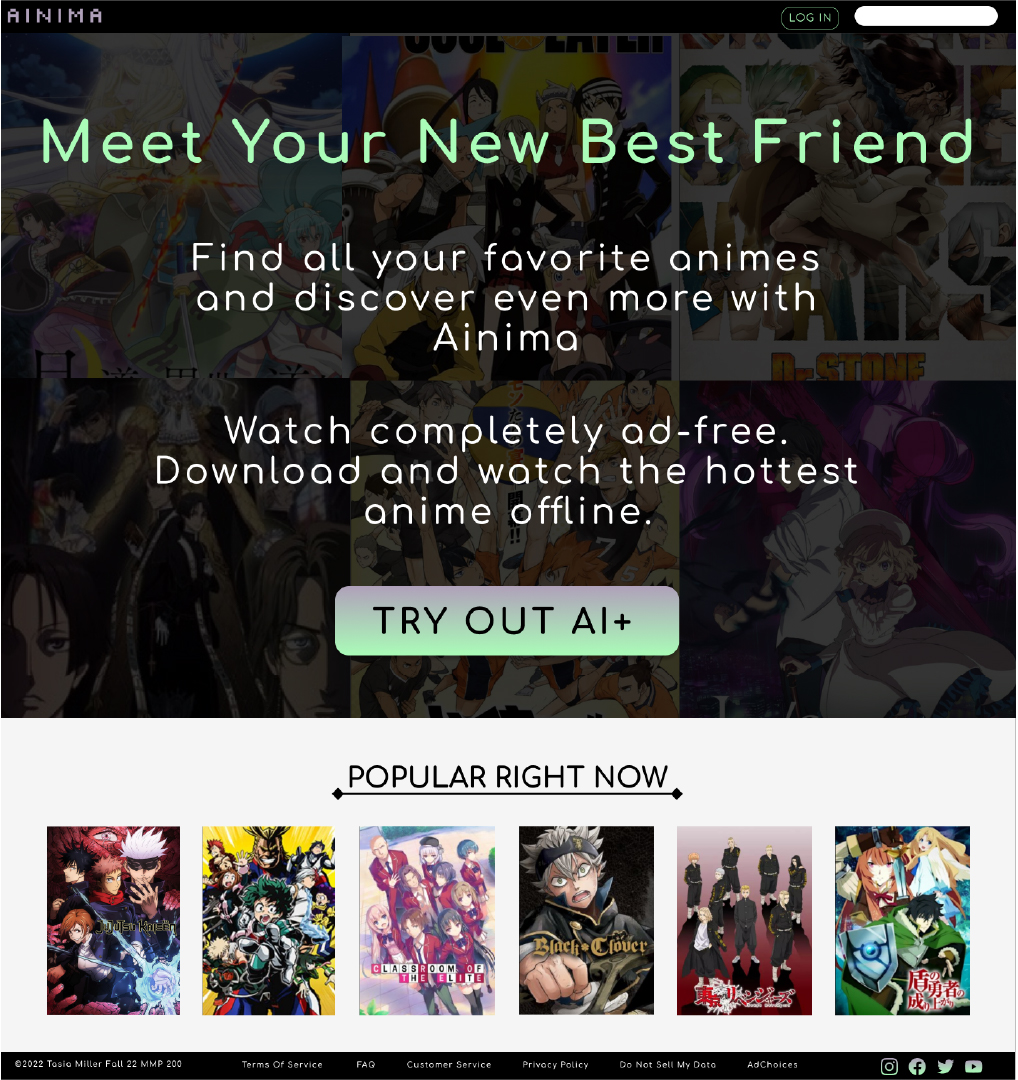 AINIMA
LOG IN
Meet Your New Best Friend
Find all your favorite animes
and discover even more with
Ainima
Watch completely ad-free.
Download and watch the hottest
anime offline.
TRY OUT AI+
POPULAR RIGHT NOW
Jujutsu Kaisen
CLASSROOM OF
THE ELITE
Black Clover
東京リベンジャーズ
盾の
勇者の
成り上がり
©2022 Tasia Miller Fall 22 MMP 200
Terms Of Service
FAQ
Customer Service
Privacy Policy
Do Not Sell My Data
AdChoices